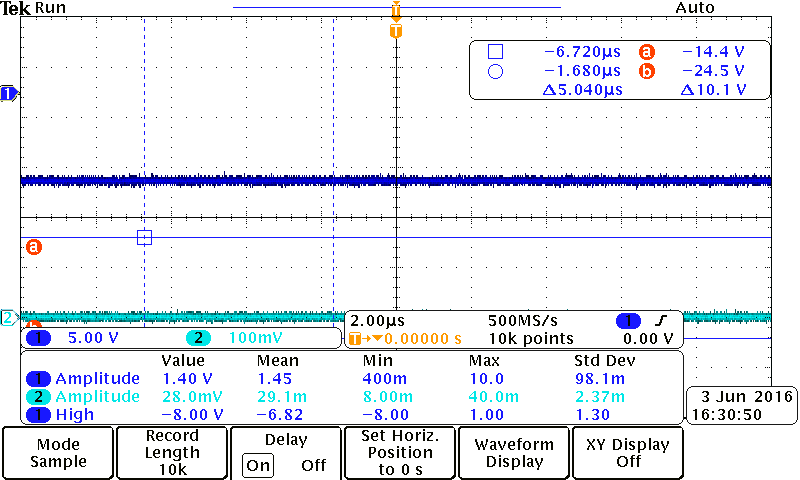 Tek Run Auto
T
T
−6.720µs a −14.4 V
−1.680µs b −24.5 V
Δ5.040µs Δ10.1 V
1
a
2
1 5.00 V 2 100mV
2.00µs 500MS/s 1
T→▼0.00000 s 10k points 0.00 V
Value Mean Min Max Std Dev
1 Amplitude 1.40 V 1.45 400m 10.0 98.1m
2 Amplitude 28.0mV 29.1m 8.00m 40.0m 2.37m
1 High −8.00 V −6.82 −8.00 1.00 1.30
3 Jun 2016
16:30:50
Mode
Sample
Record
Length
10k
Delay
On Off
Set Horiz.
Position
to 0 s
Waveform
Display
XY Display
Off